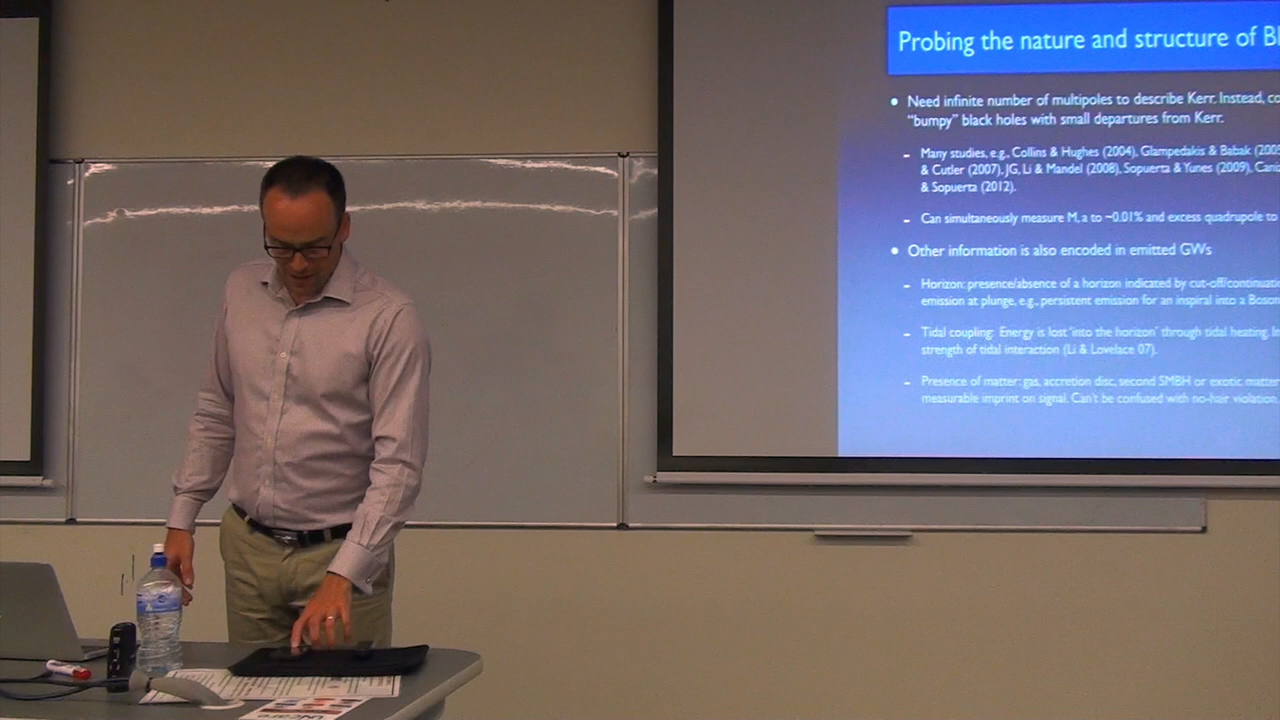 Probing the nature and structure of B
Need infinite number of multipoles to describe Kerr. Instead, co
"bumpy" black holes with small departures from Kerr.
Many studies, e.g., Collins & Hughes (2004), Glampedakis & Babak (2005
& Cutler (2007), JG, Li & Mandel (2008), Sopuerta & Yunes (2009), Cani
& Sopuerta (2012).
Can simultaneously measure M, a to ~0.01% and excess quadrupole to
Other information is also encoded in emitted GWs
Horizon: presence/absence of a horizon indicated by cut-off/continuati
emission at plunge, e.g., persistent emission for an inspiral into a Boson
Tidal coupling: Energy is lost 'into the horizon' through tidal heating. In
strength of tidal interaction (Li & Lovelace 07).
Presence of matter: gas, accretion disc, second SMBH or exotic matter
measurable imprint on signal. Can't be confused with no-hair violation.